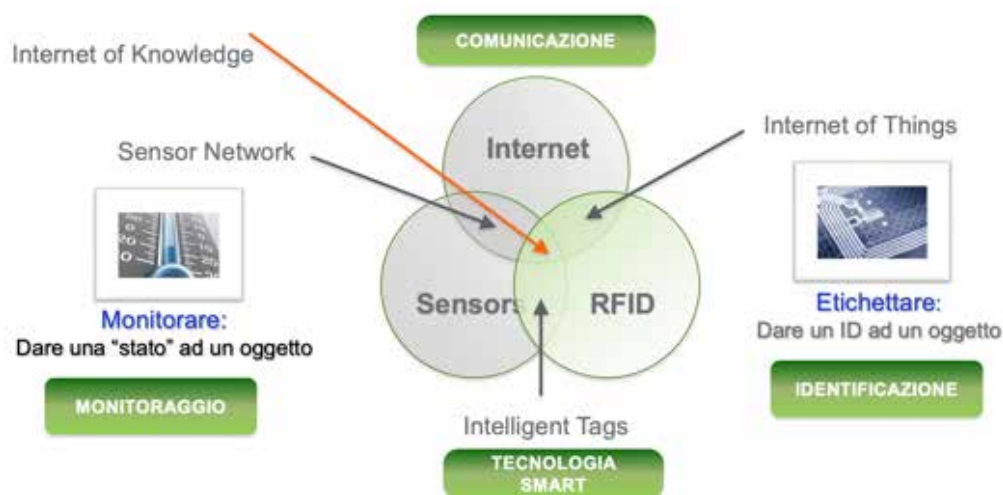 COMUNICAZIONE
Internet of Knowledge
Internet of Things
Sensor Network
Internet
Sensors
RFID
Monitorare:
Dare una “stato” ad un oggetto
MONITORAGGIO
Etichettare:
Dare un ID ad un oggetto
IDENTIFICAZIONE
Intelligent Tags
TECNOLOGIA
SMART